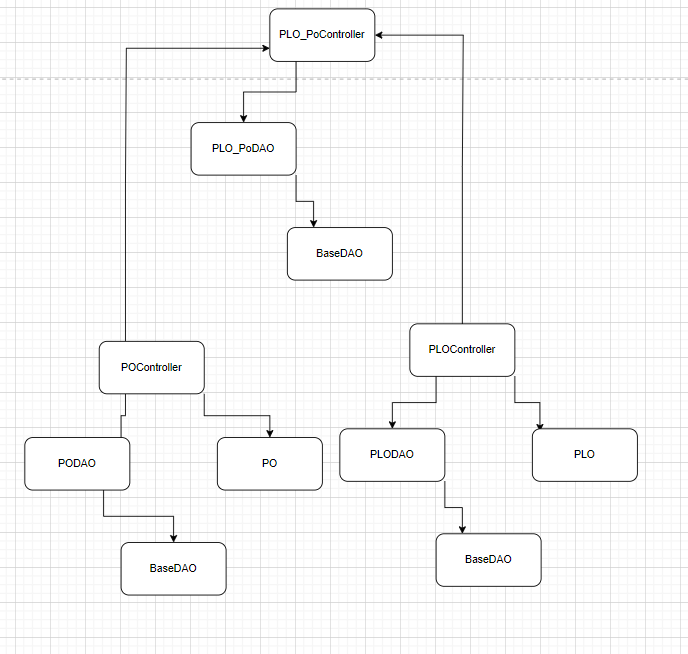 PLO_PoController
PLO_PoDAO
BaseDAO
POController
PLOController
PODAO
PO
PLODAO
PLO
BaseDAO
BaseDAO